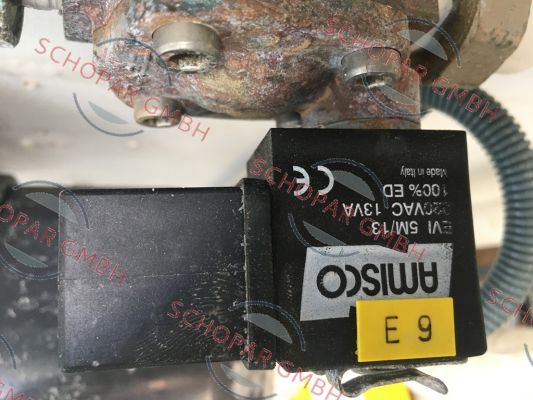 AMISCO
EVI 5M/13
220VAC 13VA
100% ED
Made in Italy
CE
E 9
SCHOPAR GMBH
SCHOPAR GMBH
SCHOPAR GMBH
SCHOPAR GMBH
SCHOPAR GMBH